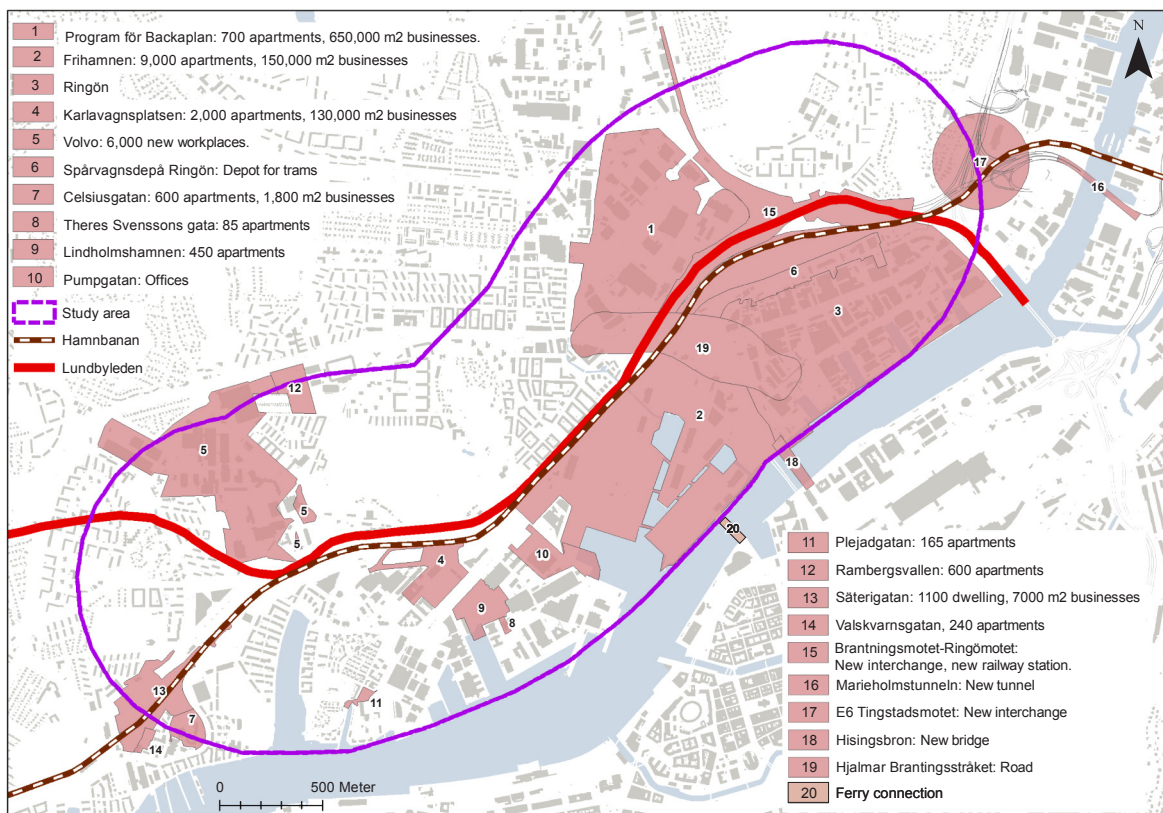 1 Program för Backaplan: 700 apartments, 650,000 m2 businesses.
2 Frihamnen: 9,000 apartments, 150,000 m2 businesses
3 Ringön
4 Karlavagnsplatsen: 2,000 apartments, 130,000 m2 businesses
5 Volvo: 6,000 new workplaces.
6 Spårvagnsdepå Ringön: Depot for trams
7 Celsiusgatan: 600 apartments, 1,800 m2 businesses
8 Theres Svenssons gata: 85 apartments
9 Lindholmshamnen: 450 apartments
10 Pumpgatan: Offices
Study area
Hamnbanan
Lundbyleden
N
17
16
15
1
6
3
19
12
2
5
18
5
20
5
10
4
9
8
13
11
7
14
0 500 Meter
11 Plejadgatan: 165 apartments
12 Rambergsvallen: 600 apartments
13 Säterigatan: 1100 dwelling, 7000 m2 businesses
14 Valskvarnsgatan, 240 apartments
15 Brantningsmotet-Ringömotet:
New interchange, new railway station.
16 Marieholmstunneln: New tunnel
17 E6 Tingstadsmotet: New interchange
18 Hisingsbron: New bridge
19 Hjalmar Brantingsstråket: Road
20 Ferry connection